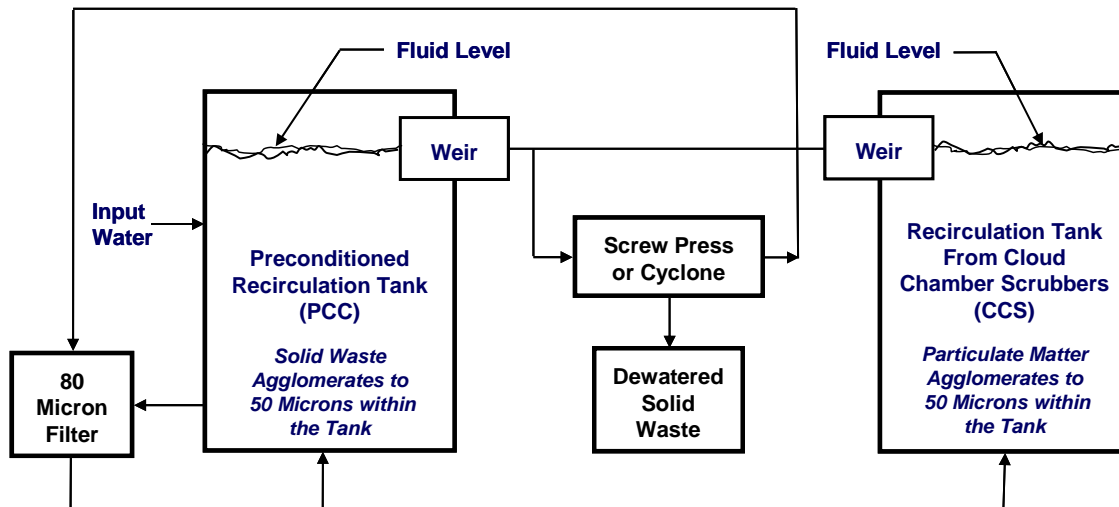 Fluid Level
Fluid Level
Weir
Weir
Input
Water
Preconditioned
Recirculation Tank
(PCC)
Solid Waste
Agglomerates to
50 Microns within
the Tank
Screw Press
or Cyclone
Recirculation Tank
From Cloud
Chamber Scrubbers
(CCS)
Particulate Matter
Agglomerates to
50 Microns within
the Tank
80
Micron
Filter
Dewatered
Solid
Waste